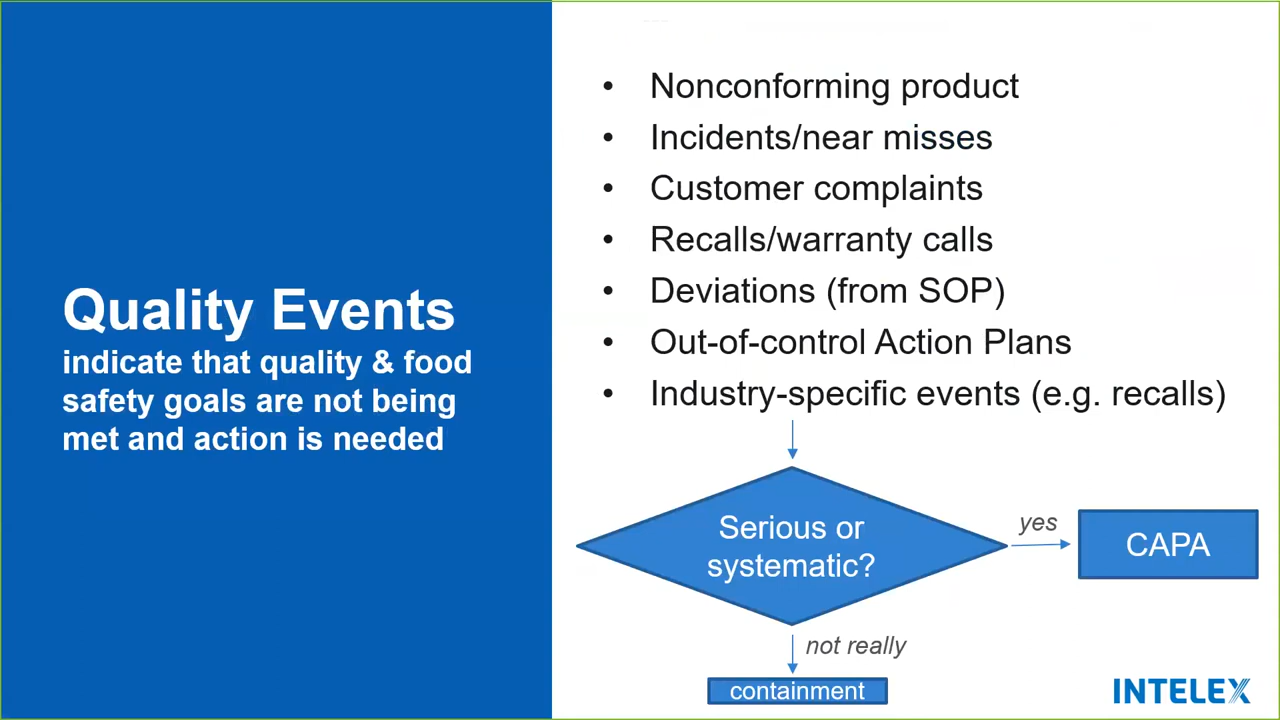 Quality Events
indicate that quality & food
safety goals are not being
met and action is needed
• Nonconforming product
• Incidents/near misses
• Customer complaints
• Recalls/warranty calls
• Deviations (from SOP)
• Out-of-control Action Plans
• Industry-specific events (e.g. recalls)
Serious or
systematic?
yes
CAPA
not really
containment
INTELEX